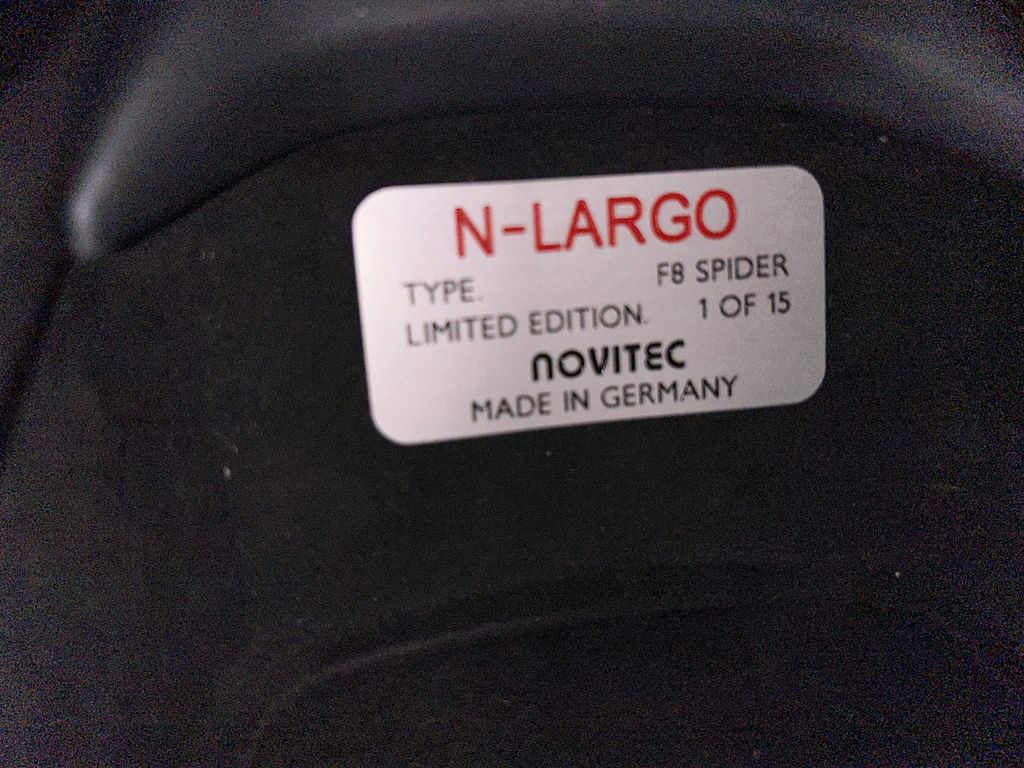 N-LARGO
TYPE. F8 SPIDER
LIMITED EDITION. 1 OF 15
NOVITEC
MADE IN GERMANY